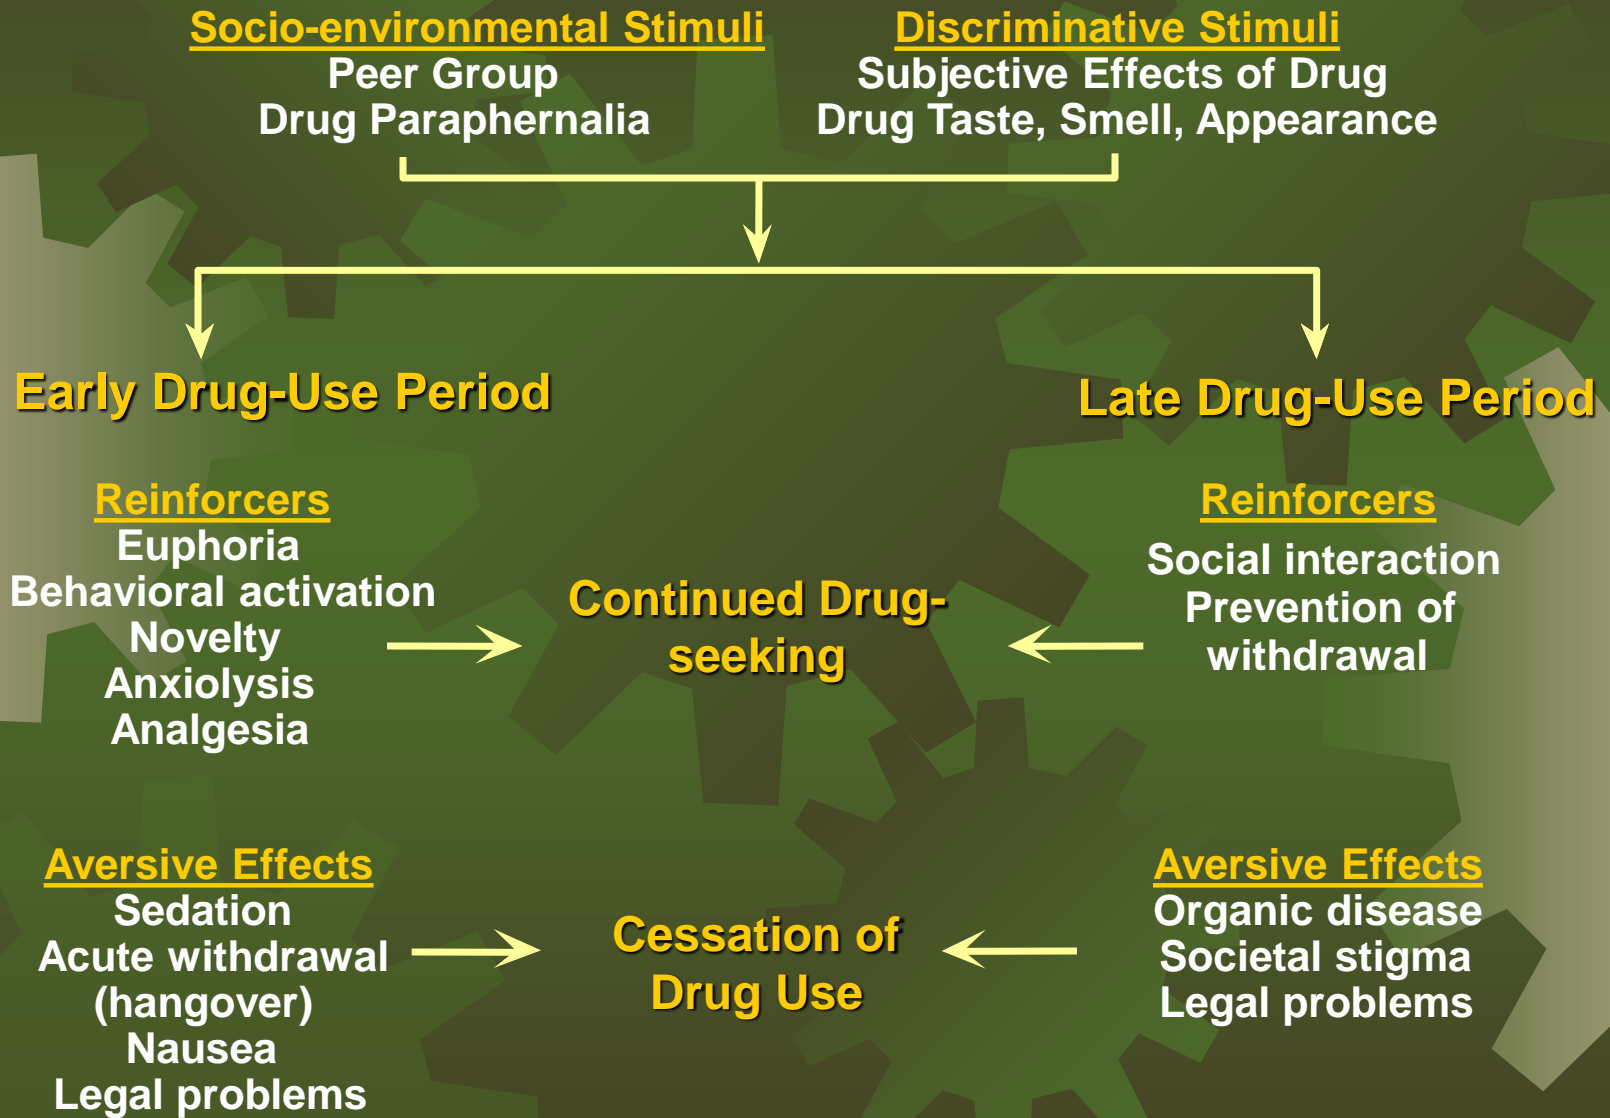 Socio-environmental Stimuli
Peer Group
Drug Paraphernalia
Discriminative Stimuli
Subjective Effects of Drug
Drug Taste, Smell, Appearance
Early Drug-Use Period
Late Drug-Use Period
Reinforcers
Euphoria
Behavioral activation
Novelty
Anxiolysis
Analgesia
Continued Drug-
seeking
Reinforcers
Social interaction
Prevention of
withdrawal
Aversive Effects
Sedation
Acute withdrawal
(hangover)
Nausea
Legal problems
Cessation of
Drug Use
Aversive Effects
Organic disease
Societal stigma
Legal problems